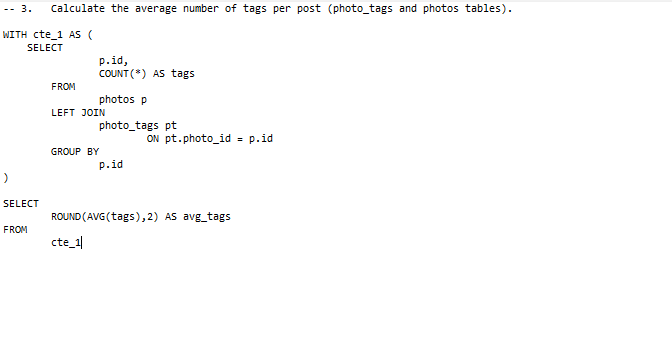 -- 3.   Calculate the average number of tags per post (photo_tags and photos tables).
WITH cte_1 AS (
SELECT
p.id,
COUNT(*) AS tags
FROM
photos p
LEFT JOIN
photo_tags pt
ON pt.photo_id = p.id
GROUP BY
p.id
)
SELECT
ROUND(AVG(tags),2) AS avg_tags
FROM
cte_1